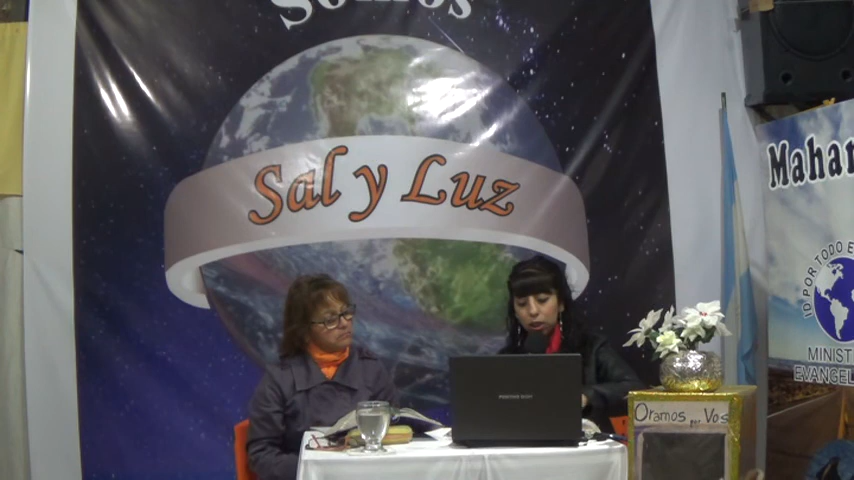 Somos
Sal y Luz
Mahan
ID POR TODO E
MINIST
EVANGEL
Oramos por Vos